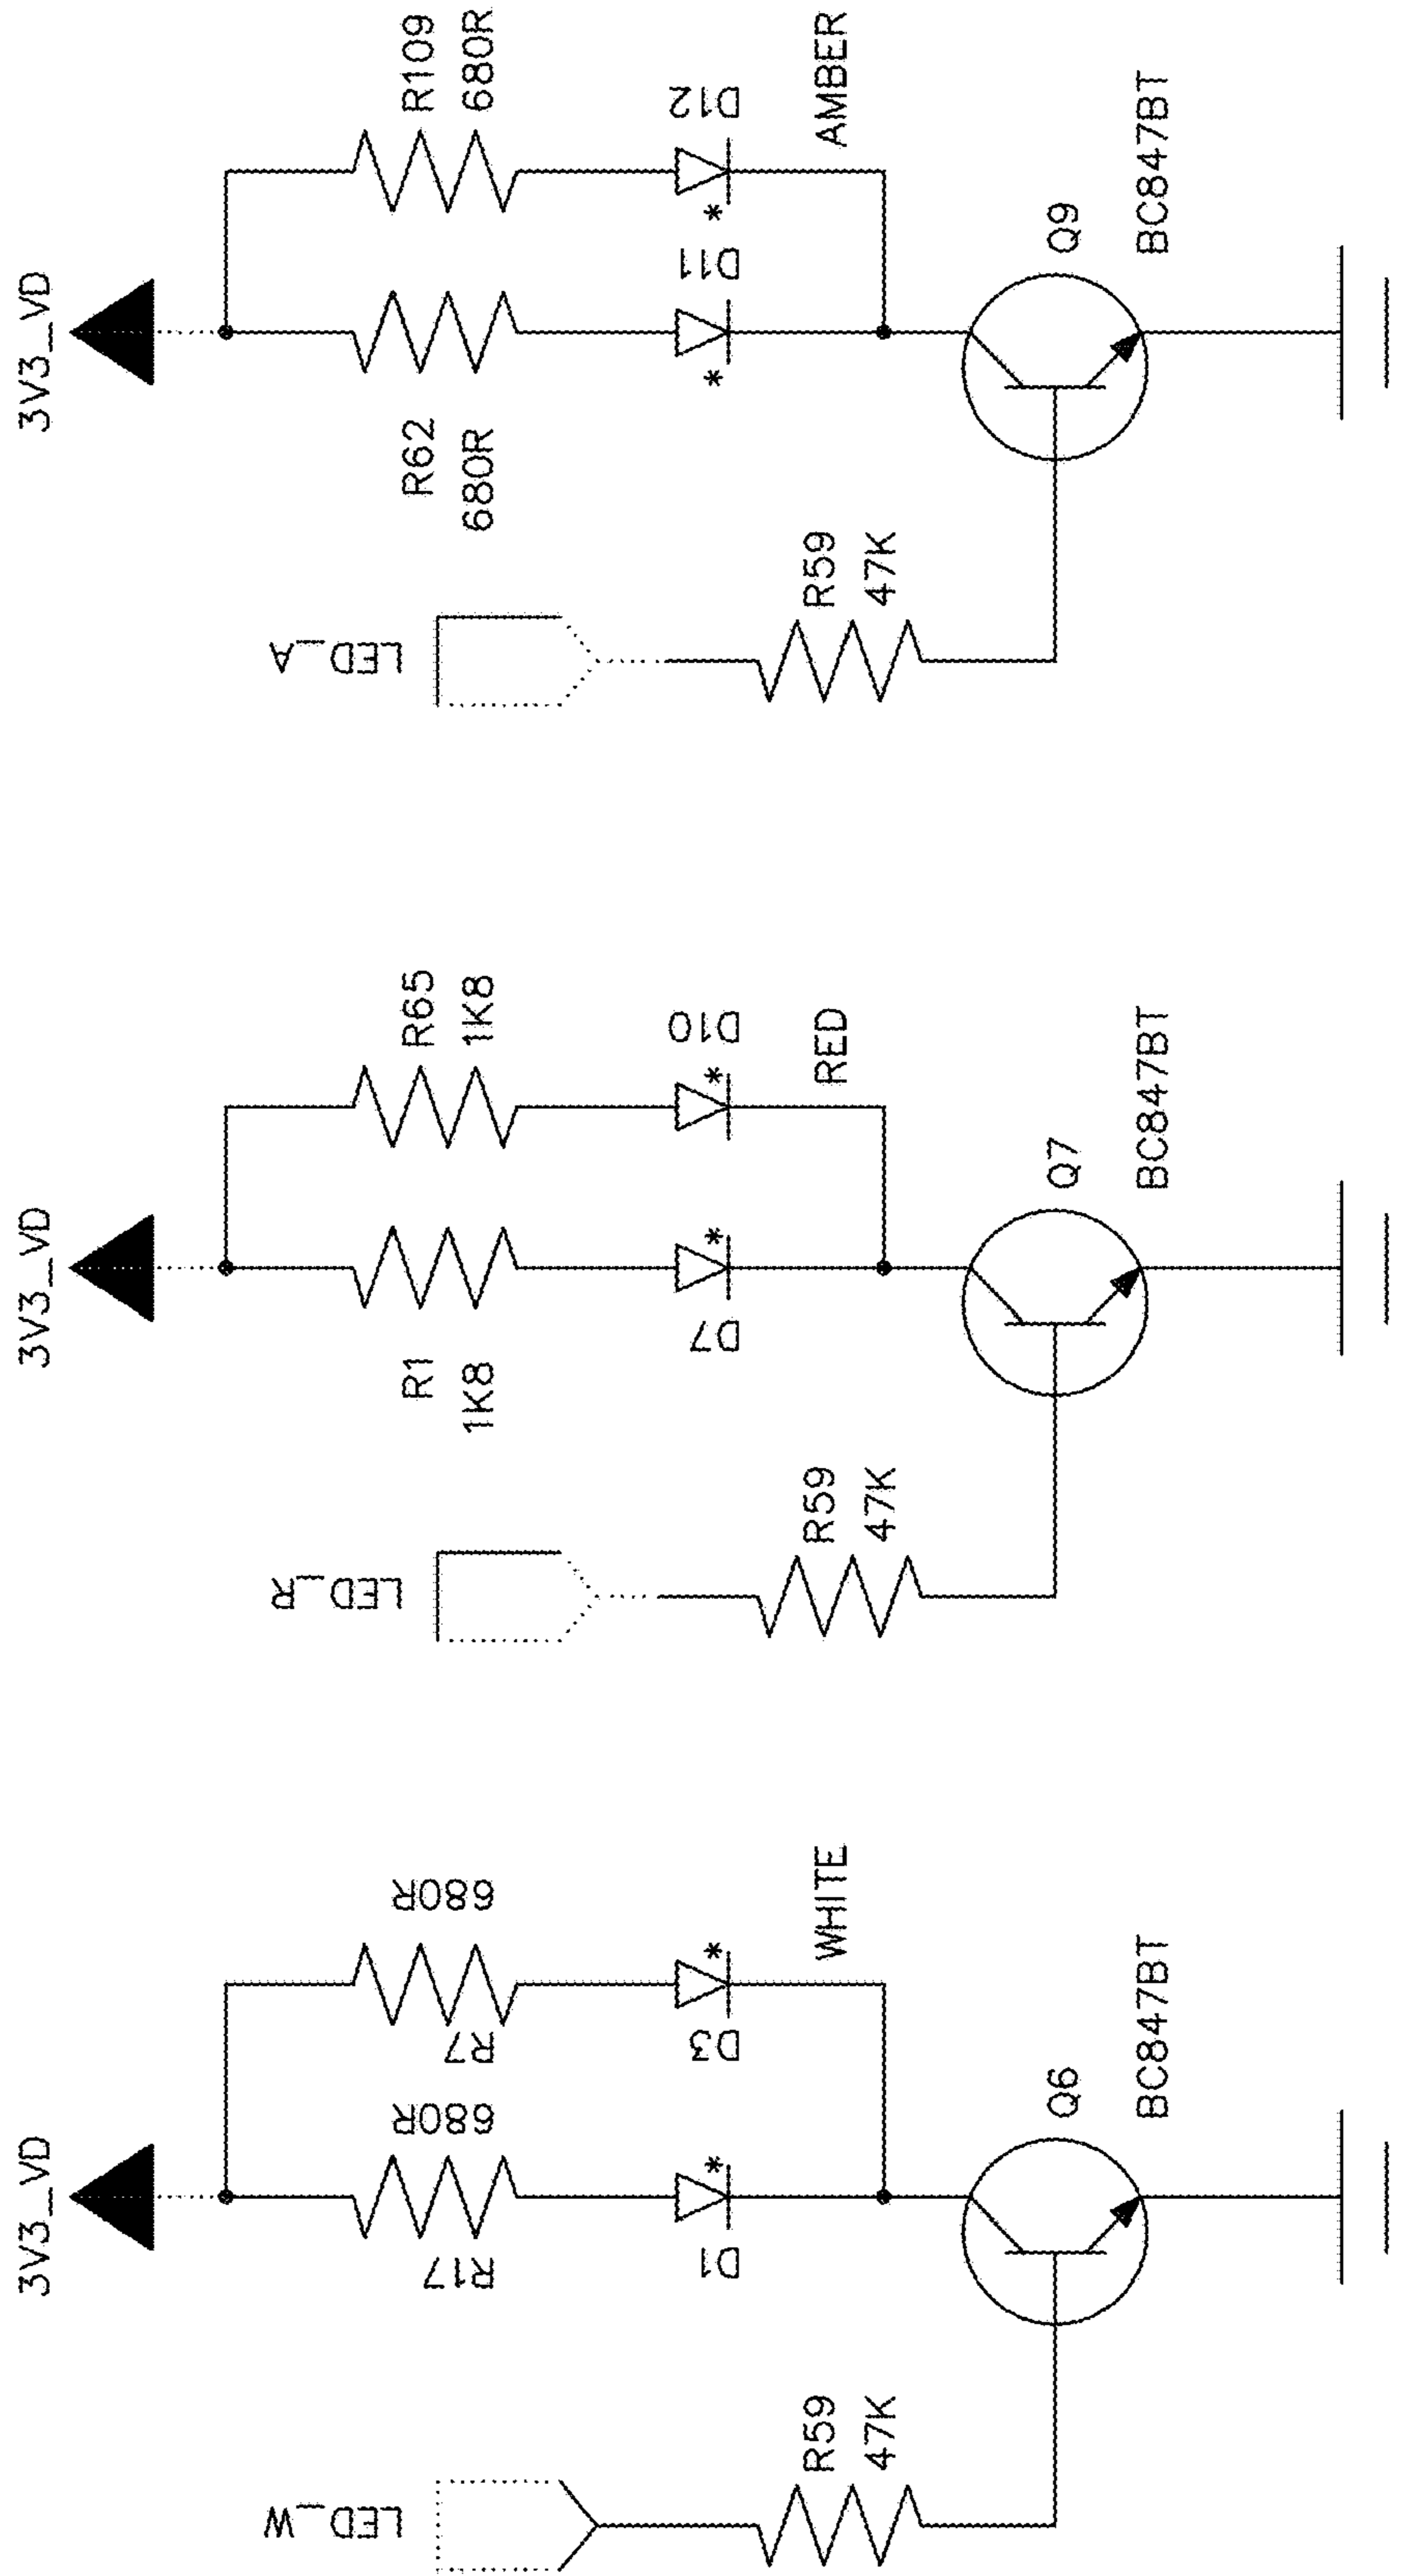 3V3_VD
R109
680R
R62
680R
D12
D11
AMBER
LED_A
R59
47K
Q9
BC847BT
3V3_VD
R65
1K8
R1
1K8
D10
D7
RED
LED_R
R59
47K
Q7
BC847BT
3V3_VD
680R
R7
680R
R17
D3
D1
WHITE
LED_W
R59
47K
Q6
BC847BT